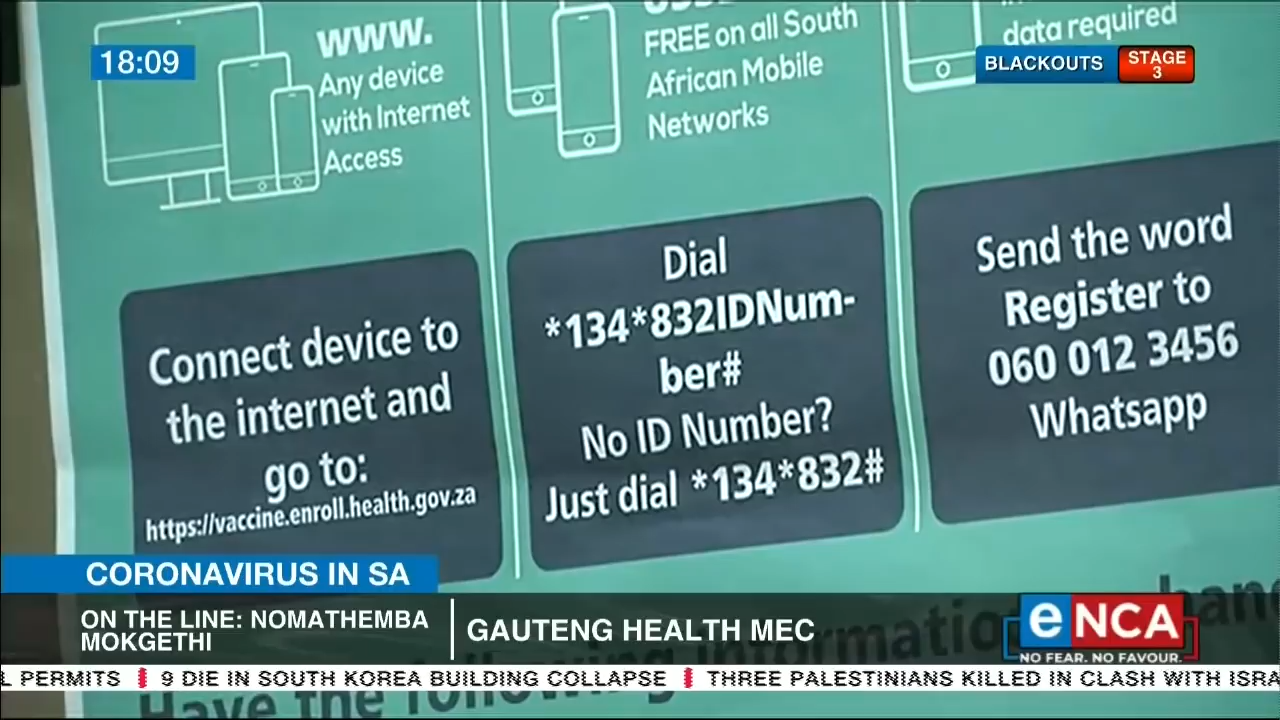 18:09
BLACKOUTS
STAGE
3
www.
Any device
with Internet
Access
FREE on all South
African Mobile
Networks
data required
Connect device to
the internet and
go to:
https://vaccine.enroll.health.gov.za
Dial
*134*832IDNum-
ber#
No ID Number?
Just dial *134*832#
Send the word
Register to
060 012 3456
Whatsapp
Have the following information
CORONAVIRUS IN SA
ON THE LINE: NOMATHEMBA
MOKGETHI
GAUTENG HEALTH MEC
eNCA
NO FEAR. NO FAVOUR.
L PERMITS 9 DIE IN SOUTH KOREA BUILDING COLLAPSE THREE PALESTINIANS KILLED IN CLASH WITH ISRA